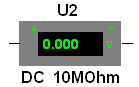 U2
+ -
0.000 v
DC 10MOhm